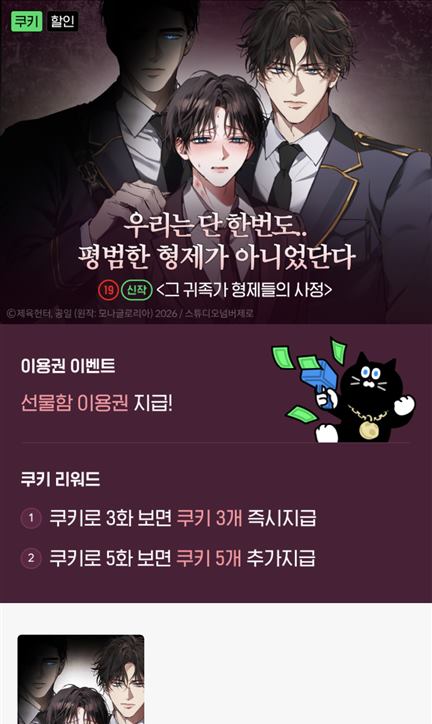 쿠키 할인
우리는 단 한번도..
평범한 형제가 아니었단다
19 신작 <그 귀족가 형제들의 사정>
ⓒ제육헌터, 공일 (원작: 모나글로리아) 2026 / 스튜디오넘버제로
이용권 이벤트
선물함 이용권 지급!
쿠키 리워드
1 쿠키로 3화 보면 쿠키 3개 즉시지급
2 쿠키로 5화 보면 쿠키 5개 추가지급